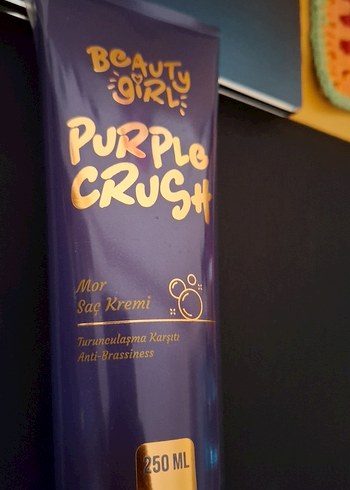 BEAUTY
GIRL
PURPLE
CRUSH
Mor
Saç Kremi
Turunculaşma Karşıtı
Anti-Brassiness
250 ML